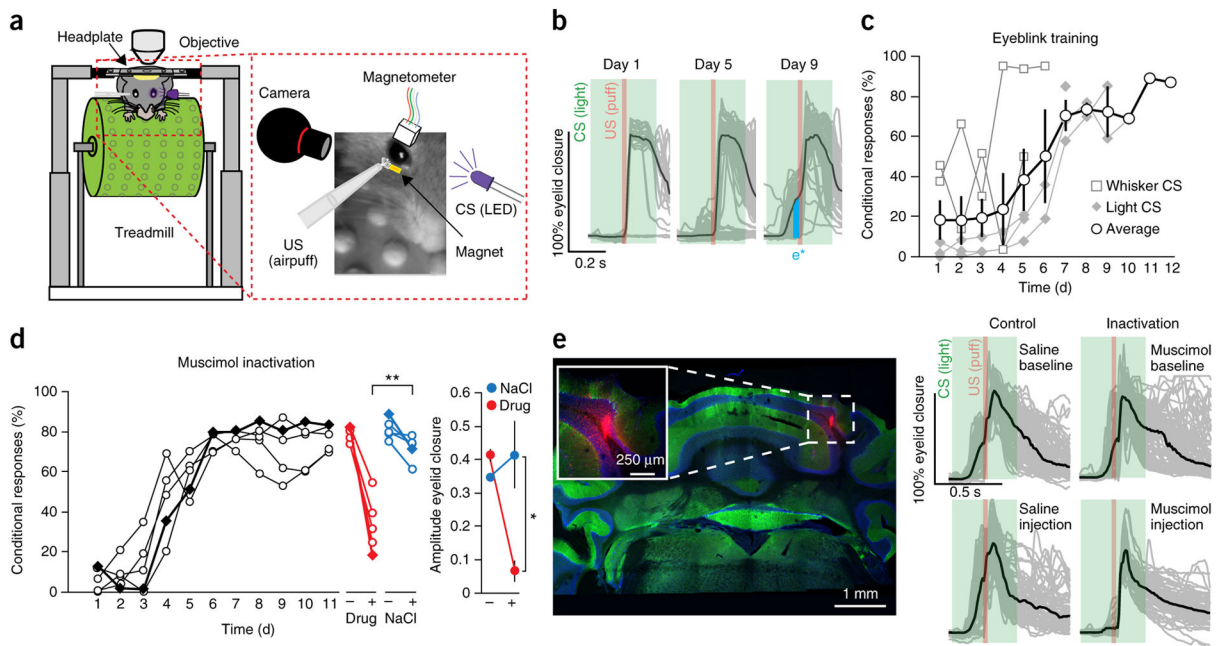 a
Headplate
Objective
Treadmill
Camera
Magnetometer
CS (LED)
US
(airpuff)
Magnet
b
Day 1
Day 5
Day 9
100% eyelid closure
CS (light)
US (puff)
0.2 s
e*
c
Eyeblink training
Conditional responses (%)
100
80
60
40
20
0
1 2 3 4 5 6 7 8 9 10 11 12
Time (d)
Whisker CS
Light CS
Average
d
Muscimol inactivation
Conditional responses (%)
100
80
60
40
20
0
1 2 3 4 5 6 7 8 9 10 11
Time (d)
**
– + – +
Drug NaCl
Amplitude eyelid closure
0.6
0.5
0.4
0.3
0.2
0.1
0
NaCl
Drug
*
– +
e
250 μm
1 mm
Control
Inactivation
100% eyelid closure
CS (light)
US (puff)
Saline
baseline
Muscimol
baseline
0.5 s
Saline
injection
Muscimol
injection